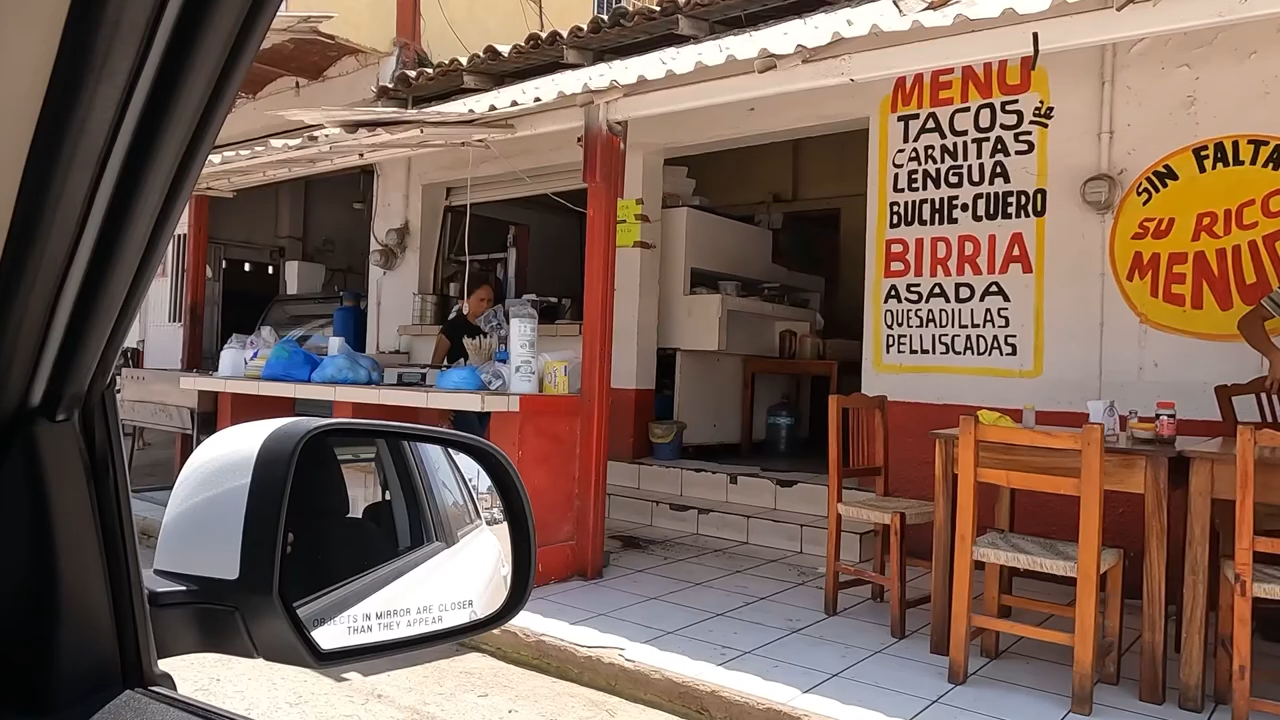 MENU
TACOS de
CARNITAS
LENGUA
BUCHE•CUERO
BIRRIA
ASADA
QUESADILLAS
PELLISCADAS
SIN FALTA
SU RICO
OBJECTS IN MIRROR ARE CLOSER
THAN THEY APPEAR